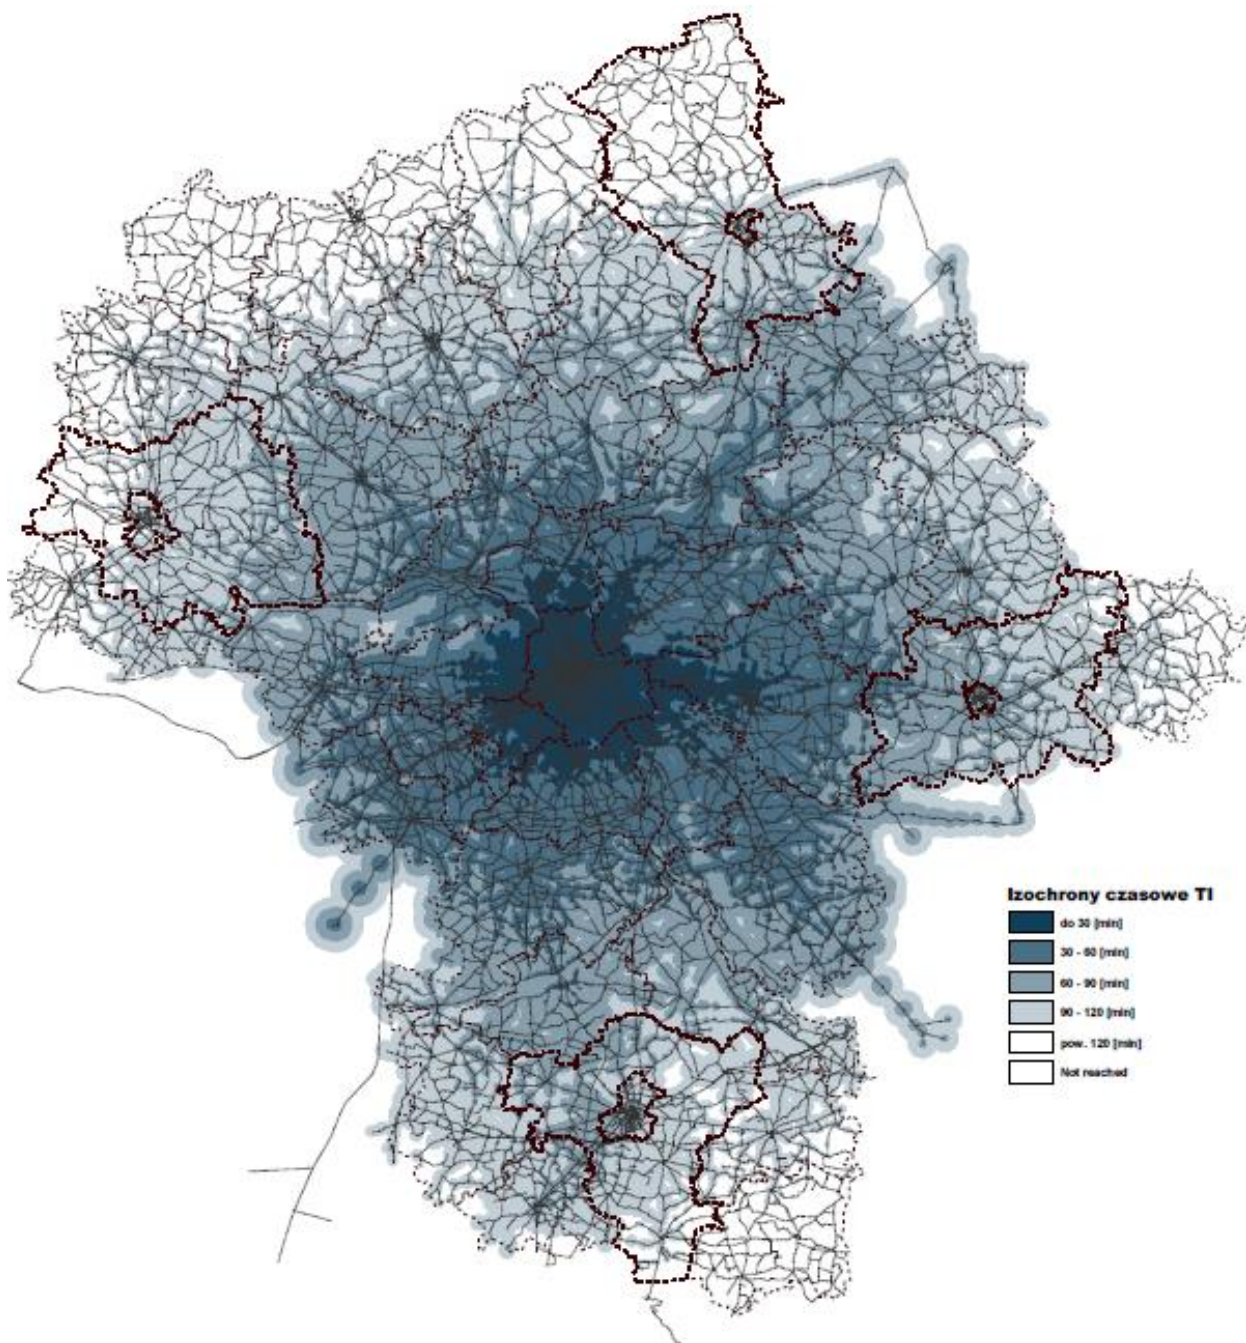 Izochrony czasowe TI
do 30 [min]
30 - 60 [min]
60 - 90 [min]
90 - 120 [min]
pow. 120 [min]
Not reached